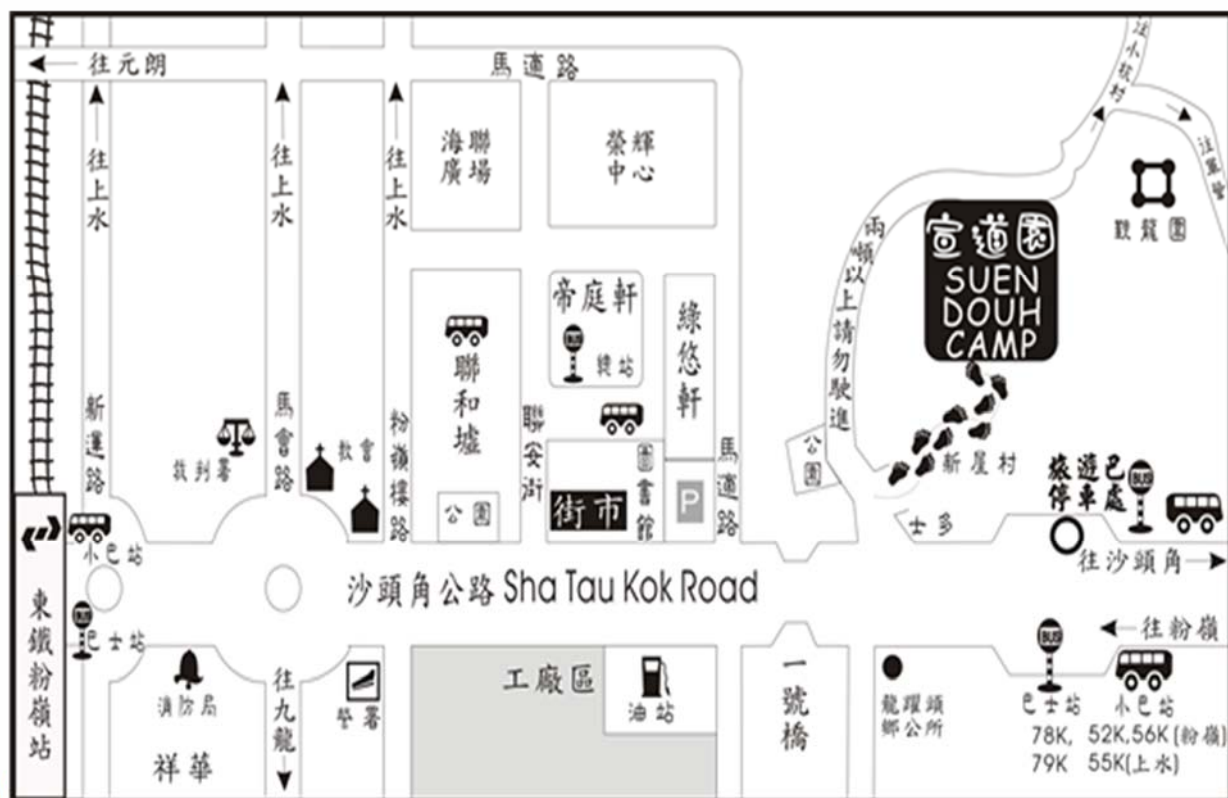 往元朗
馬適路
往小坑村
往軍營
往上水
往上水
往上水
海聯
廣場
榮輝
中心
宣道園
SUEN
DOUH
CAMP
觀龍圍
兩噸以上請勿駛進
帝庭軒
BUS
總站
綠悠軒
聯和墟
聯安街
新運路
裁判署
馬會路
教會
粉嶺樓路
公園
街市
圖書館
P
馬適路
公園
新屋村
士多
旅遊巴
停車處
BUS
往沙頭角
小巴站
沙頭角公路 Sha Tau Kok Road
BUS
巴士站
東鐵粉嶺站
消防局
祥華
往九龍
警署
工廠區
油站
一號橋
龍躍頭
鄉公所
往粉嶺
BUS
巴士站
小巴站
78K, 52K,56K(粉嶺)
79K 55K(上水)